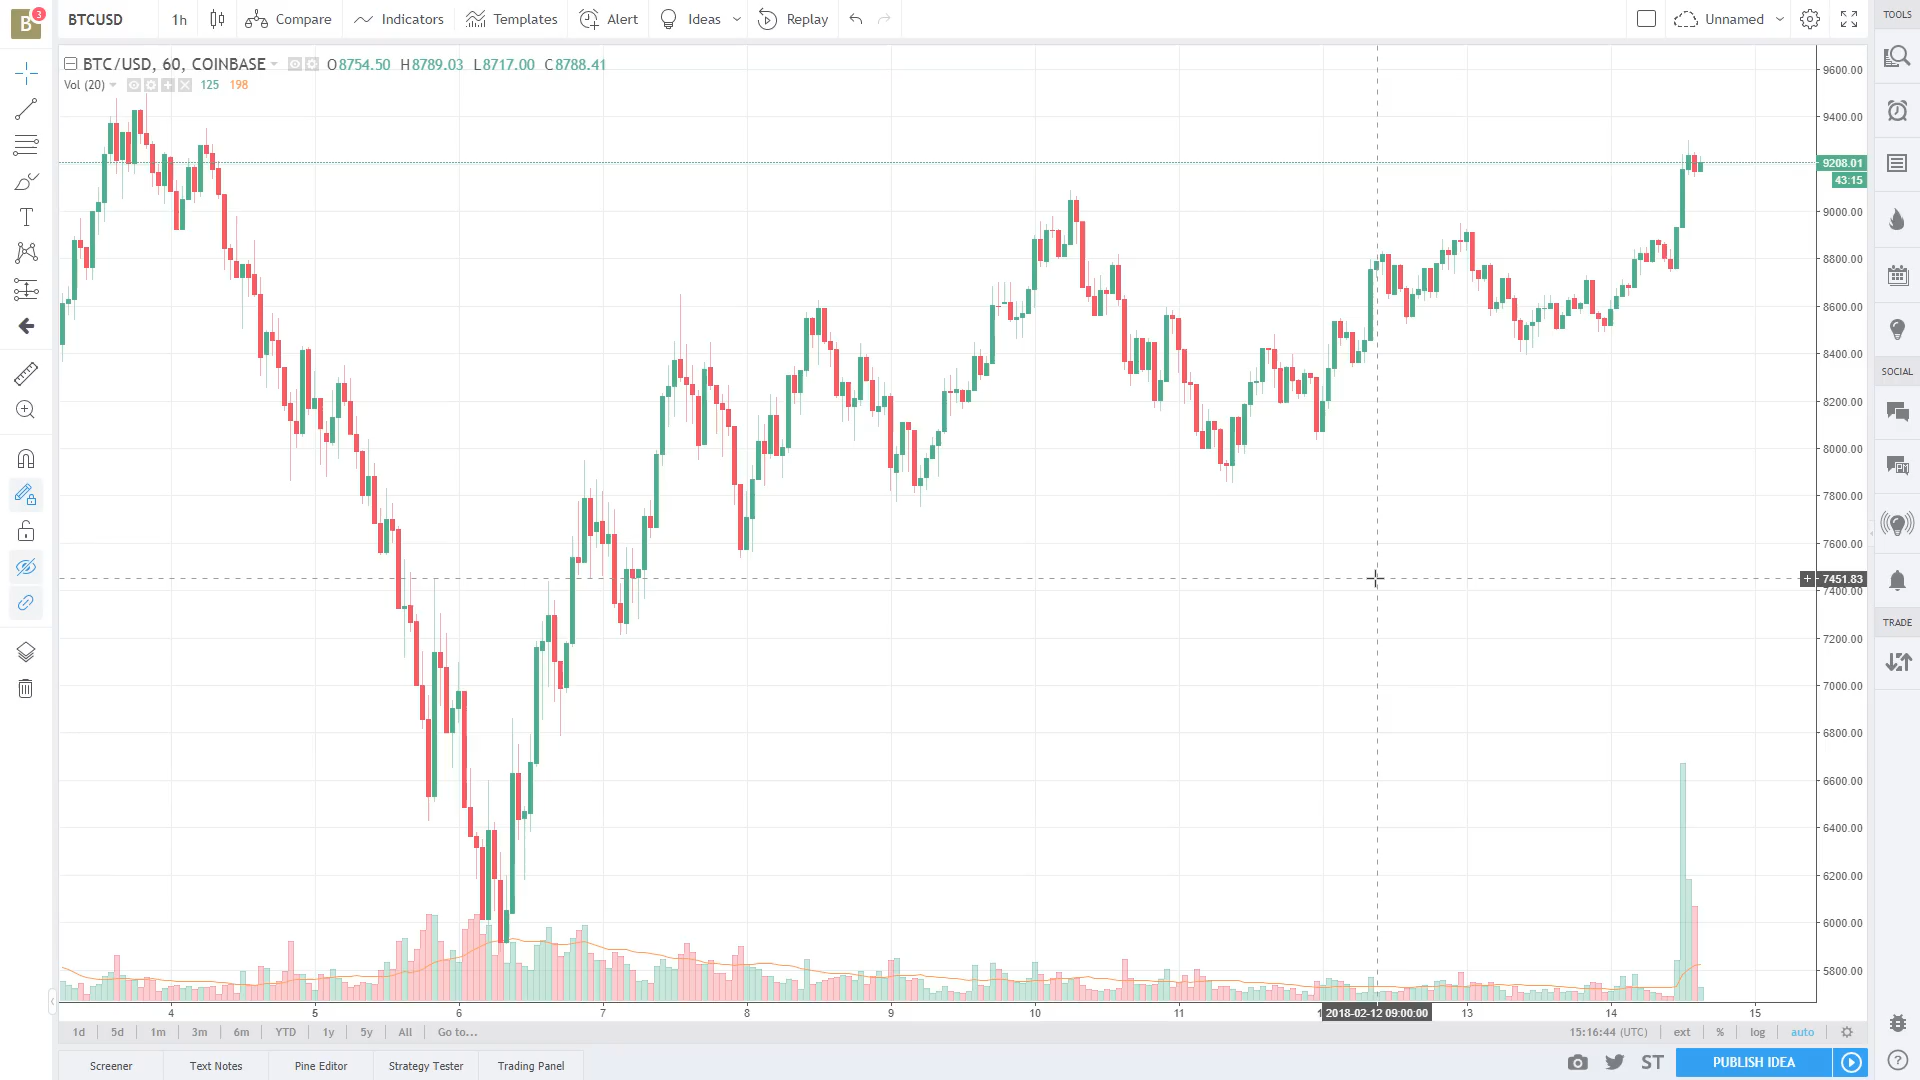 B 3
BTCUSD 1h Compare Indicators Templates Alert Ideas Replay Unnamed
TOOLS
BTC/USD, 60, COINBASE O8754.50 H8789.03 L8717.00 C8788.41
Vol (20) 125 198
9600.00
9400.00
9208.01
43:15
9000.00
8800.00
8600.00
8400.00
SOCIAL
8200.00
8000.00
7800.00
7600.00
7451.83
7400.00
TRADE
7200.00
7000.00
6800.00
6600.00
6400.00
6200.00
6000.00
5800.00
4 5 6 7 8 9 10 11 2018-02-12 09:00:00 13 14 15
1d 5d 1m 3m 6m YTD 1y 5y All Go to... 15:16:44 (UTC) ext % log auto
Screener Text Notes Pine Editor Strategy Tester Trading Panel ST PUBLISH IDEA